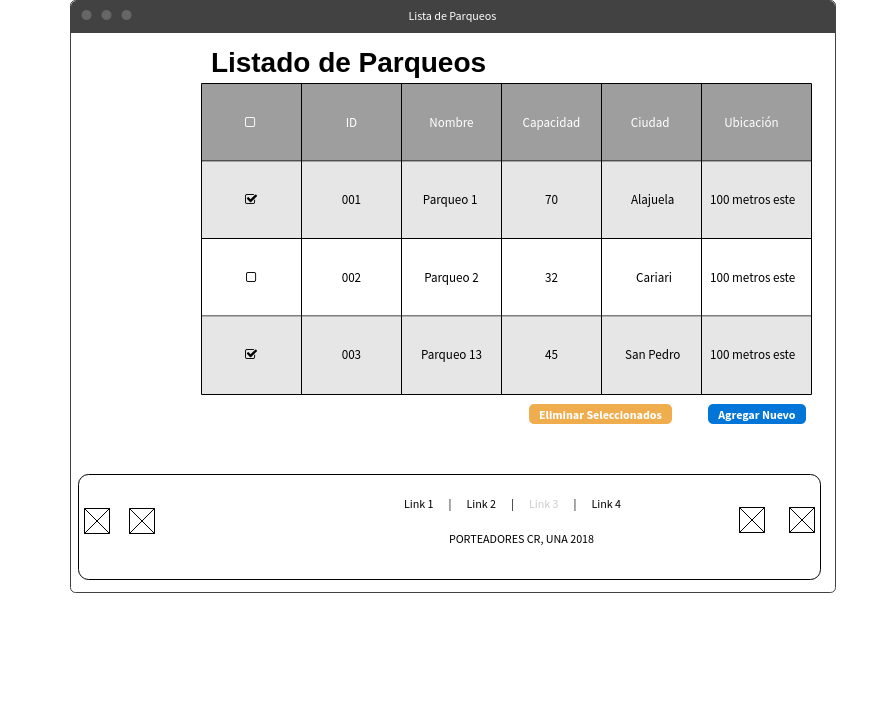 Lista de Parqueos
Listado de Parqueos
ID Nombre Capacidad Ciudad Ubicación
001 Parqueo 1 70 Alajuela 100 metros este
002 Parqueo 2 32 Cariari 100 metros este
003 Parqueo 13 45 San Pedro 100 metros este
Eliminar Seleccionados Agregar Nuevo
Link 1 | Link 2 | Link 3 | Link 4
PORTEADORES CR, UNA 2018